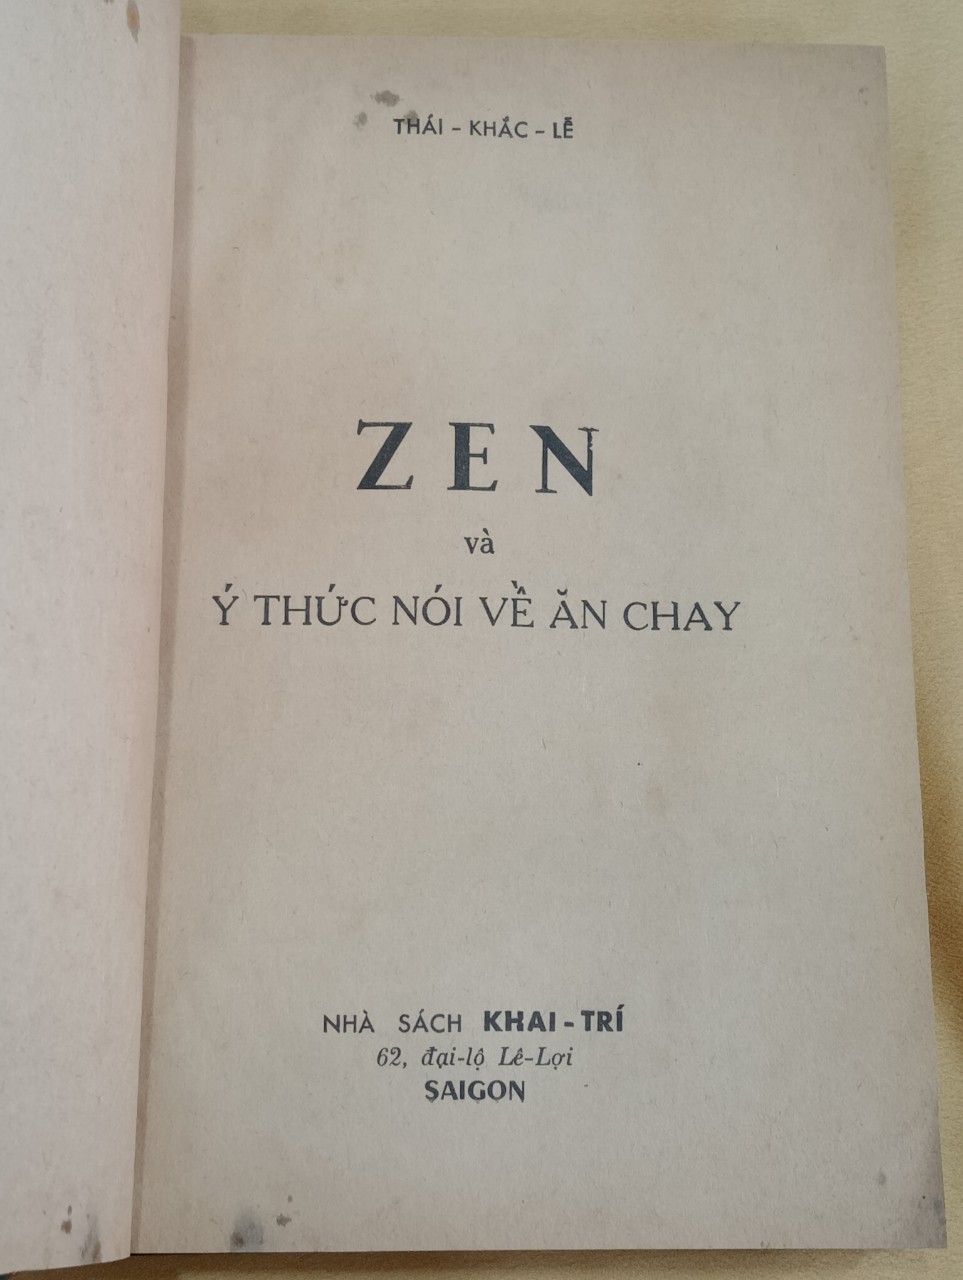 THÁI - KHẮC - LỄ
ZEN
và
Ý THỨC NÓI VỀ ĂN CHAY
NHÀ SÁCH KHAI-TRÍ
62, đại-lộ Lê-Lợi
SAIGON